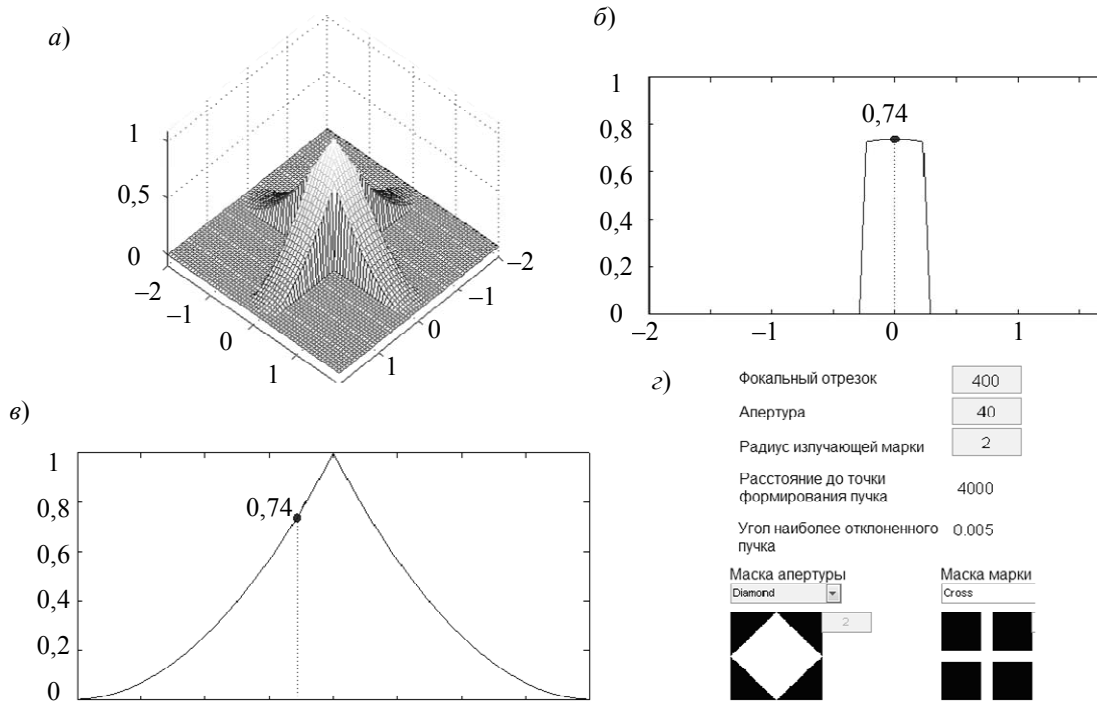 а)
1
0,5
0
–2
–1
0
1
1
0
–1
–2
б)
1
0,8
0,6
0,4
0,2
0
0,74
–2
–1
0
1
в)
1
0,8
0,6
0,4
0,2
0
0,74
г)
Фокальный отрезок 400
Апертура 40
Радиус излучающей марки 2
Расстояние до точки
формирования пучка 4000
Угол наиболее отклоненного
пучка 0.005
Маска апертуры
Diamond
2
Маска марки
Cross